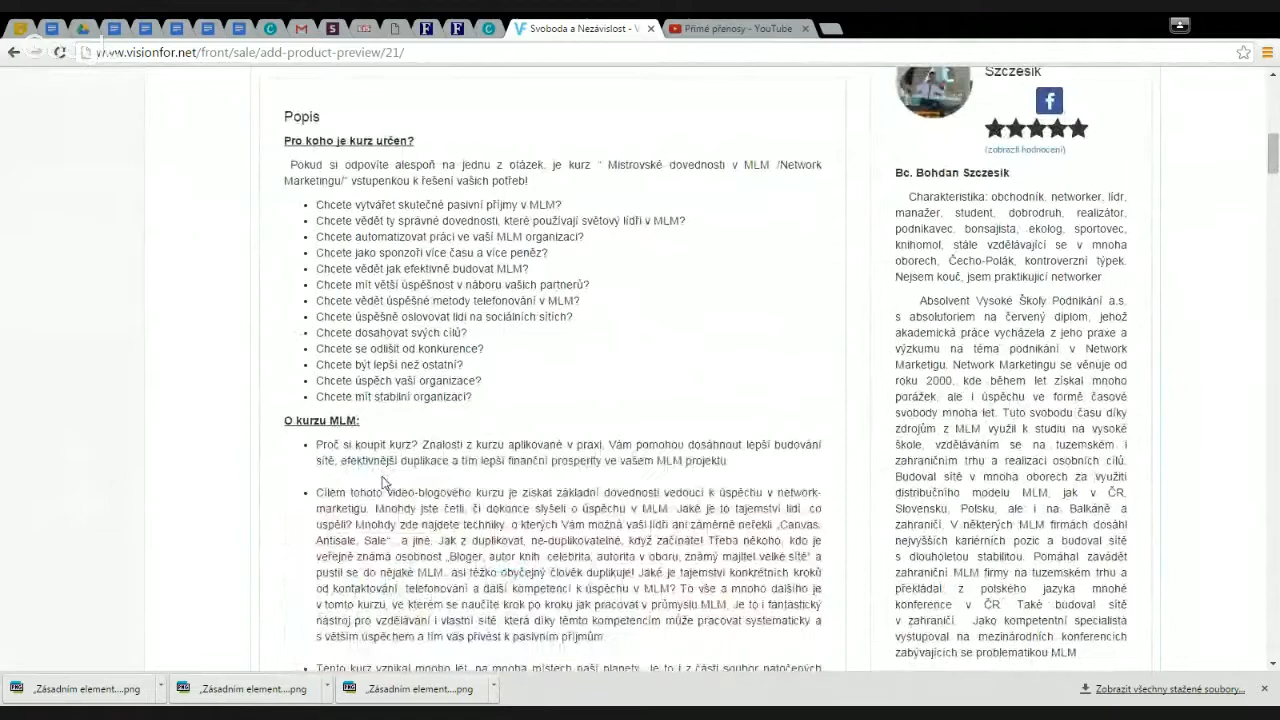 Svoboda a Nezávislost - V
Přímé přenosy - YouTube
www.visionfor.net/front/sale/add-product-preview/21/
Popis
Pro koho je kurz určen?
Pokud si odpovíte alespoň na jednu z otázek, je kurz " Mistrovské dovednosti v MLM /Network
Marketingu/" vstupenkou k řešení vašich potřeb!
• Chcete vytvářet skutečné pasivní příjmy v MLM?
• Chcete vědět ty správné dovednosti, které používají světový lídři v MLM?
• Chcete automatizovat práci ve vaší MLM organizaci?
• Chcete jako sponzoři více času a více peněz?
• Chcete vědět jak efektivně budovat MLM?
• Chcete mít větší úspěšnost v náboru vašich partnerů?
• Chcete vědět úspěšné metody telefonování v MLM?
• Chcete úspěšně oslovovat lidi na sociálních sítích?
• Chcete dosahovat svých cílů?
• Chcete se odlišit od konkurence?
• Chcete být lepší než ostatní?
• Chcete úspěch vaší organizace?
• Chcete mít stabilní organizaci?
O kurzu MLM:
• Proč si koupit kurz? Znalosti z kurzu aplikované v praxi, Vám pomohou dosáhnout lepší budování
sítě, efektivnější duplikace a tím lepší finanční prosperity ve vašem MLM projektu.
• Cílem tohoto video-blogového kurzu je získat základní dovednosti vedoucí k úspěchu v network-
marketigu. Mnohdy jste četli, či dokonce slyšeli o úspěchu v MLM. Jaké je to tajemství lidí, co
uspěli? Mnohdy zde najdete techniky, o kterých Vám možná vaši lídři ani záměrně neřekli „Canvas,
Antisale, Sale" a jiné. Jak z duplikovat, ne-duplikovatelné, když začínáte! Třeba někoho, kdo je
veřejně známá osobnost „Bloger, autor knih, celebrita, autorita v oboru, známý majitel velké sítě" a
pustil se do nějaké MLM, asi těžko obyčejný člověk duplikuje! Jaké je tajemství konkrétních kroků
od kontaktování, telefonování a další kompetencí k úspěchu v MLM? To vše a mnoho dalšího je
v tomto kurzu, ve kterém se naučíte krok po kroku jak pracovat v průmyslu MLM. Je to i fantastický
nástroj pro vzdělávání i vlastní sítě, která díky těmto kompetencím může pracovat systematicky a
s větším úspěchem a tím vás přivést k pasivním příjmům.
• Tento kurz vznikal mnoho let, na mnoha místech naší planety. Je to i z části soubor natočených
Szczesik
(zobrazit hodnocení)
Bc. Bohdan Szczesik
Charakteristika: obchodník, networker, lídr,
manažer, student, dobrodruh, realizátor,
podnikavec, bonsajista, ekolog, sportovec,
knihomol, stále vzdělávající se v mnoha
oborech, Čecho-Polák, kontroverzní týpek.
Nejsem kouč, jsem praktikující networker.
Absolvent Vysoké Školy Podnikání a.s.
s absolutoriem na červený diplom, jehož
akademická práce vycházela z jeho praxe a
výzkumu na téma podnikání v Network
Marketigu. Network Marketingu se věnuje od
roku 2000, kde během let získal mnoho
porážek, ale i úspěchu ve formě časové
svobody mnoha let. Tuto svobodu času díky
zdrojům z MLM využil k studiu na vysoké
škole, vzděláváním se na tuzemském i
zahraničním trhu a realizaci osobních cílů.
Budoval sítě v mnoha oborech za využití
distribučního modelu MLM, jak v ČR,
Slovensku, Polsku, ale i na Balkáně a
zahraničí. V některých MLM firmách dosáhl
nejvyšších kariérních pozic a budoval sítě
s dlouholetou stabilitou. Pomáhal zavádět
zahraniční MLM firmy na tuzemském trhu a
překládal z polského jazyka mnohé
konference v ČR. Také budoval sítě
v zahraničí. Jako kompetentní specialista
vystupoval na mezinárodních konferencích
zabývajících se problematikou MLM.
„Zásadním element....png
„Zásadním element....png
„Zásadním element....png
Zobrazit všechny stažené soubory...